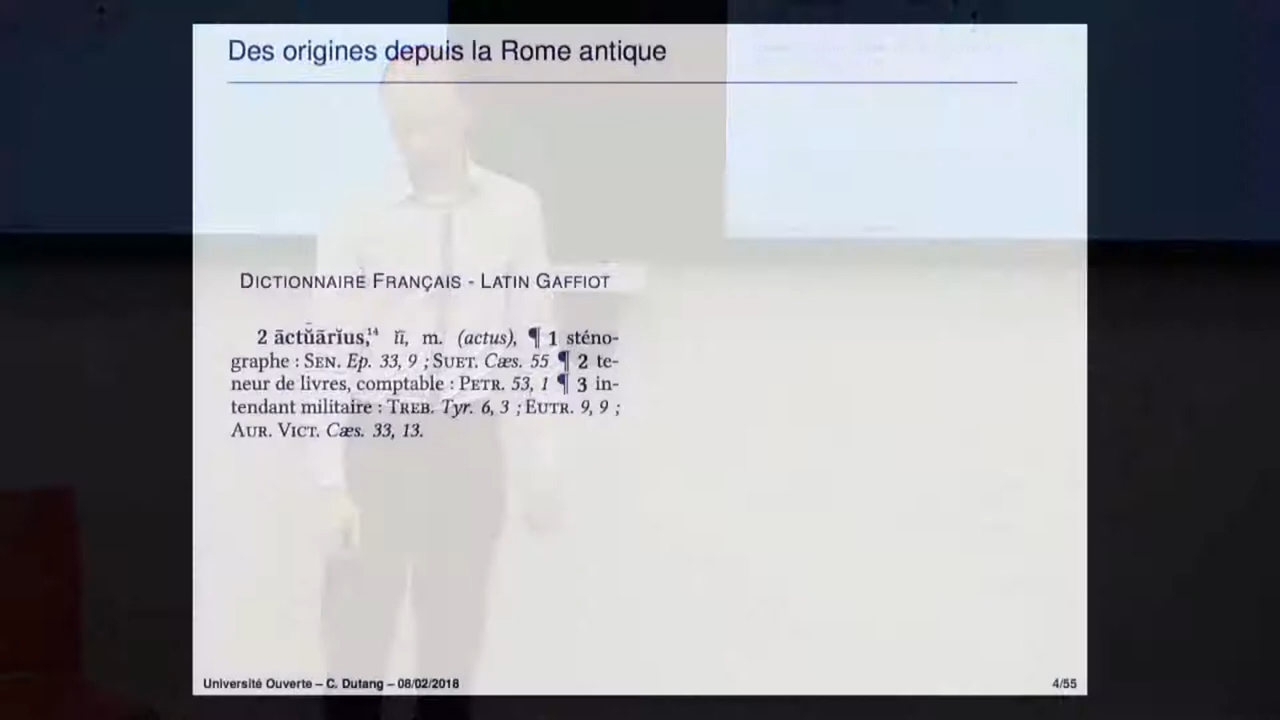 Des origines depuis la Rome antique
DICTIONNAIRE FRANÇAIS - LATIN GAFFIOT
2 āctŭārĭus,¹⁴ ĭī, m. (actus), ¶ 1 sténo-
graphe : SEN. Ep. 33, 9 ; SUET. Cæs. 55 ¶ 2 te-
neur de livres, comptable : PETR. 53, 1 ¶ 3 in-
tendant militaire : TREB. Tyr. 6, 3 ; EUTR. 9, 9 ;
AUR. VICT. Cæs. 33, 13.
Université Ouverte – C. Dutang – 08/02/2018
4/55